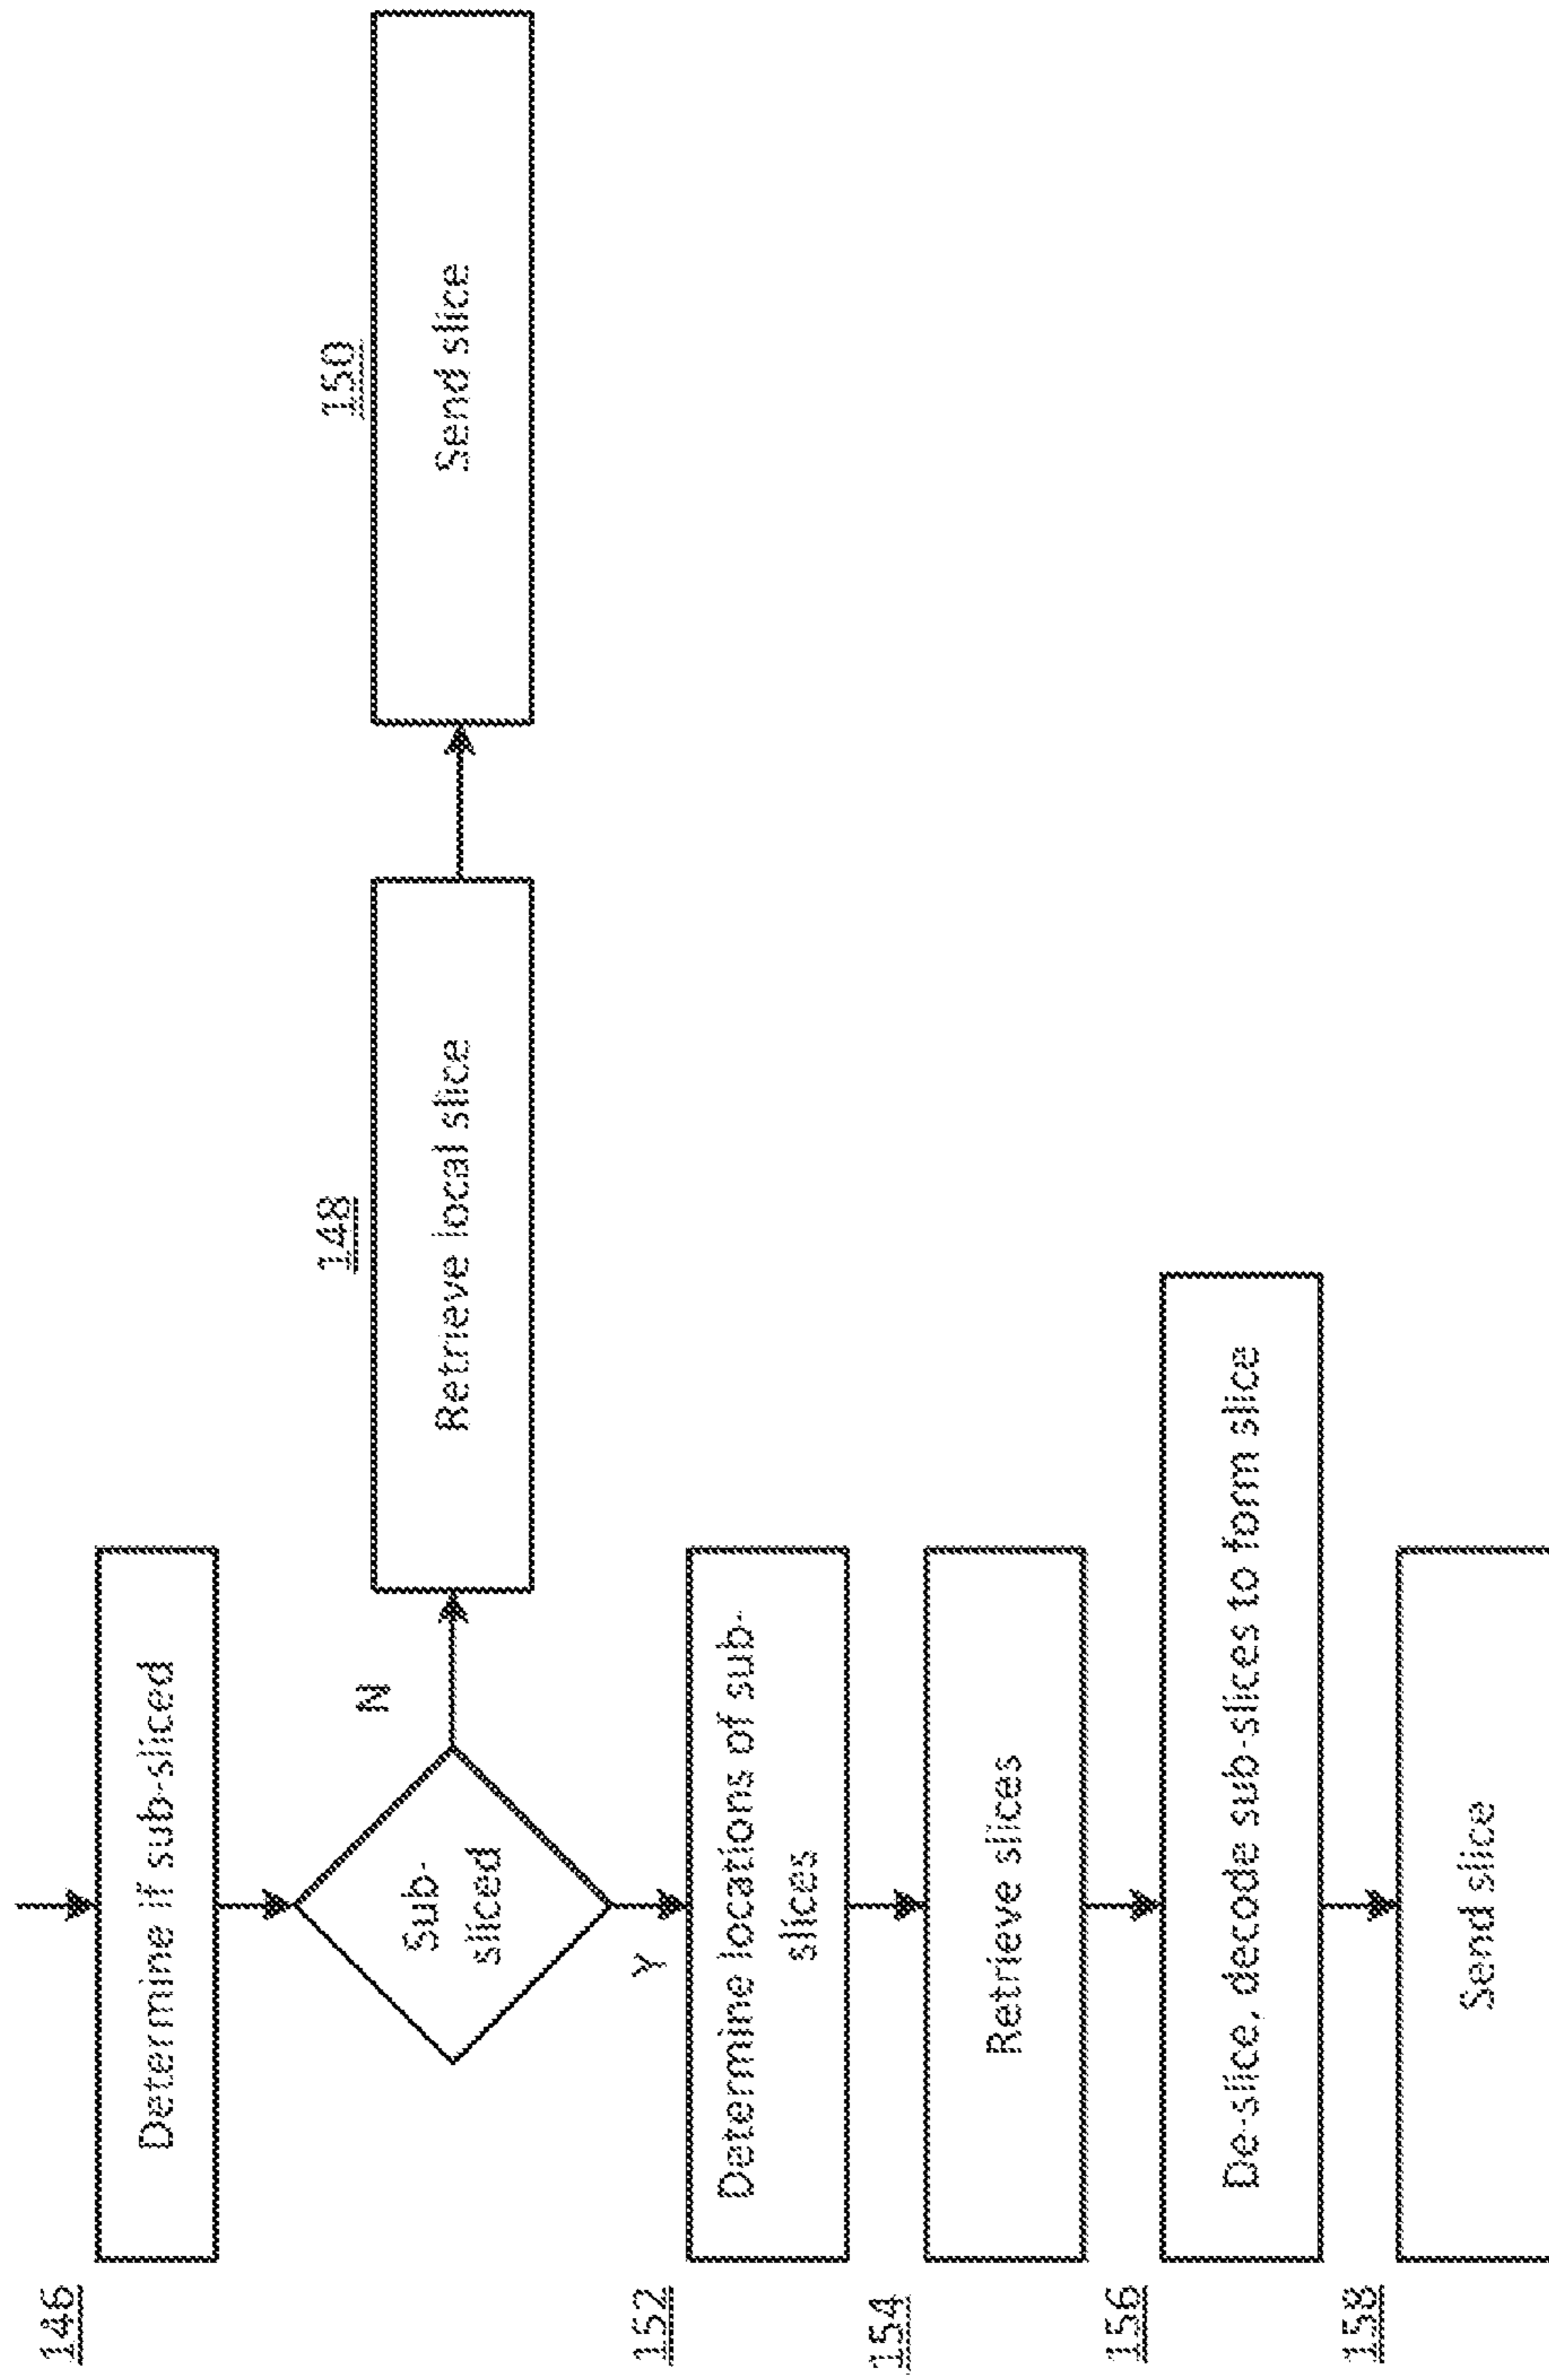 146
Determine if sub-sliced
Sub-
sliced
N
148
Retrieve local slice
150
Send slice
Y
152
Determine locations of sub-
slices
154
Retrieve slices
156
De-slice, decode sub-slices to form slice
158
Send slice